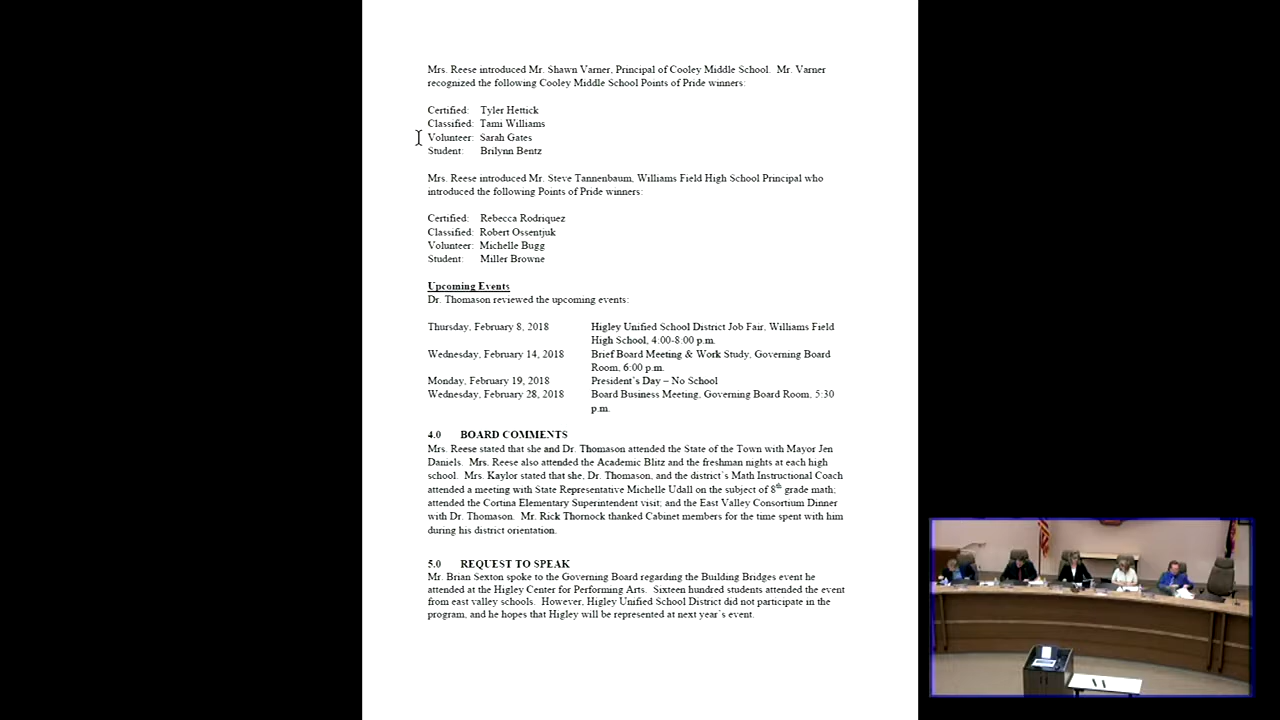 Mrs. Reese introduced Mr. Shawn Varner, Principal of Cooley Middle School. Mr. Varner
recognized the following Cooley Middle School Points of Pride winners:
Certified: Tyler Hettick
Classified: Tami Williams
Volunteer: Sarah Gates
Student: Brilynn Bentz
Mrs. Reese introduced Mr. Steve Tannenbaum, Williams Field High School Principal who
introduced the following Points of Pride winners:
Certified: Rebecca Rodriquez
Classified: Robert Ossentjuk
Volunteer: Michelle Bugg
Student: Miller Browne
Upcoming Events
Dr. Thomason reviewed the upcoming events:
Thursday, February 8, 2018 Higley Unified School District Job Fair, Williams Field
High School, 4:00-8:00 p.m.
Wednesday, February 14, 2018 Brief Board Meeting & Work Study, Governing Board
Room, 6:00 p.m.
Monday, February 19, 2018 President's Day – No School
Wednesday, February 28, 2018 Board Business Meeting, Governing Board Room, 5:30
p.m.
4.0 BOARD COMMENTS
Mrs. Reese stated that she and Dr. Thomason attended the State of the Town with Mayor Jen
Daniels. Mrs. Reese also attended the Academic Blitz and the freshman nights at each high
school. Mrs. Kaylor stated that she, Dr. Thomason, and the district's Math Instructional Coach
attended a meeting with State Representative Michelle Udall on the subject of 8th grade math;
attended the Cortina Elementary Superintendent visit; and the East Valley Consortium Dinner
with Dr. Thomason. Mr. Rick Thornock thanked Cabinet members for the time spent with him
during his district orientation.
5.0 REQUEST TO SPEAK
Mr. Brian Sexton spoke to the Governing Board regarding the Building Bridges event he
attended at the Higley Center for Performing Arts. Sixteen hundred students attended the event
from east valley schools. However, Higley Unified School District did not participate in the
program, and he hopes that Higley will be represented at next year's event.